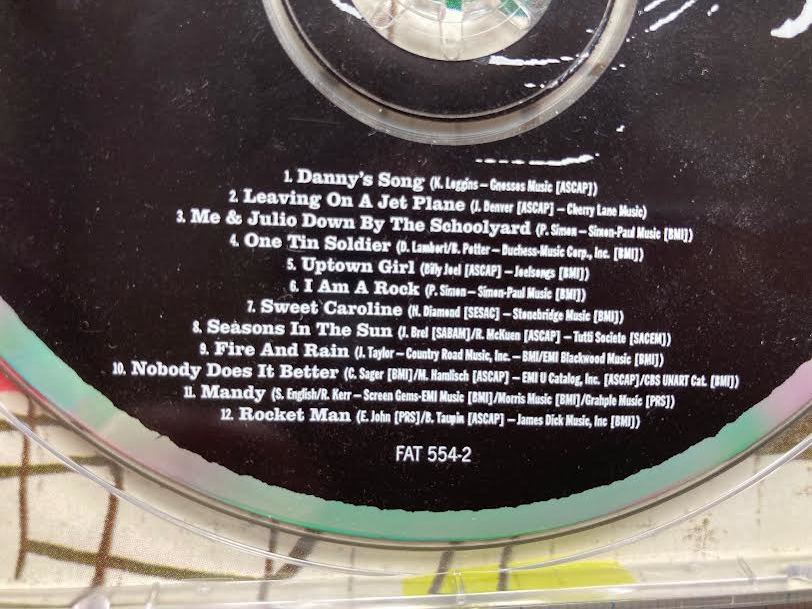 1. Danny's Song (K. Loggins – Gnossos Music [ASCAP])
2. Leaving On A Jet Plane (J. Denver [ASCAP] – Cherry Lane Music)
3. Me & Julio Down By The Schoolyard (P. Simon – Simon-Paul Music [BMI])
4. One Tin Soldier (D. Lambert/B. Potter – Duchess-Music Corp., Inc. [BMI])
5. Uptown Girl (Billy Joel [ASCAP] – Joelsongs [BMI])
6. I Am A Rock (P. Simon – Simon-Paul Music [BMI])
7. Sweet Caroline (N. Diamond [SESAC] – Stonebridge Music [BMI])
8. Seasons In The Sun (J. Brel [SABAM]/R. McKuen [ASCAP] – Tutti Societe [SACEM])
9. Fire And Rain (J. Taylor – Country Road Music, Inc. – BMI/EMI Blackwood Music [BMI])
10. Nobody Does It Better (C. Sager [BMI]/M. Hamlisch [ASCAP] – EMI U Catalog, Inc. [ASCAP]/CBS UNART Cat. [BMI])
11. Mandy (S. English/R. Kerr – Screen Gems-EMI Music [BMI]/Morris Music [BMI]/Grahple Music [PRS])
12. Rocket Man (E. John [PRS]/B. Taupin [ASCAP] – James Dick Music, Inc [BMI])
FAT 554-2